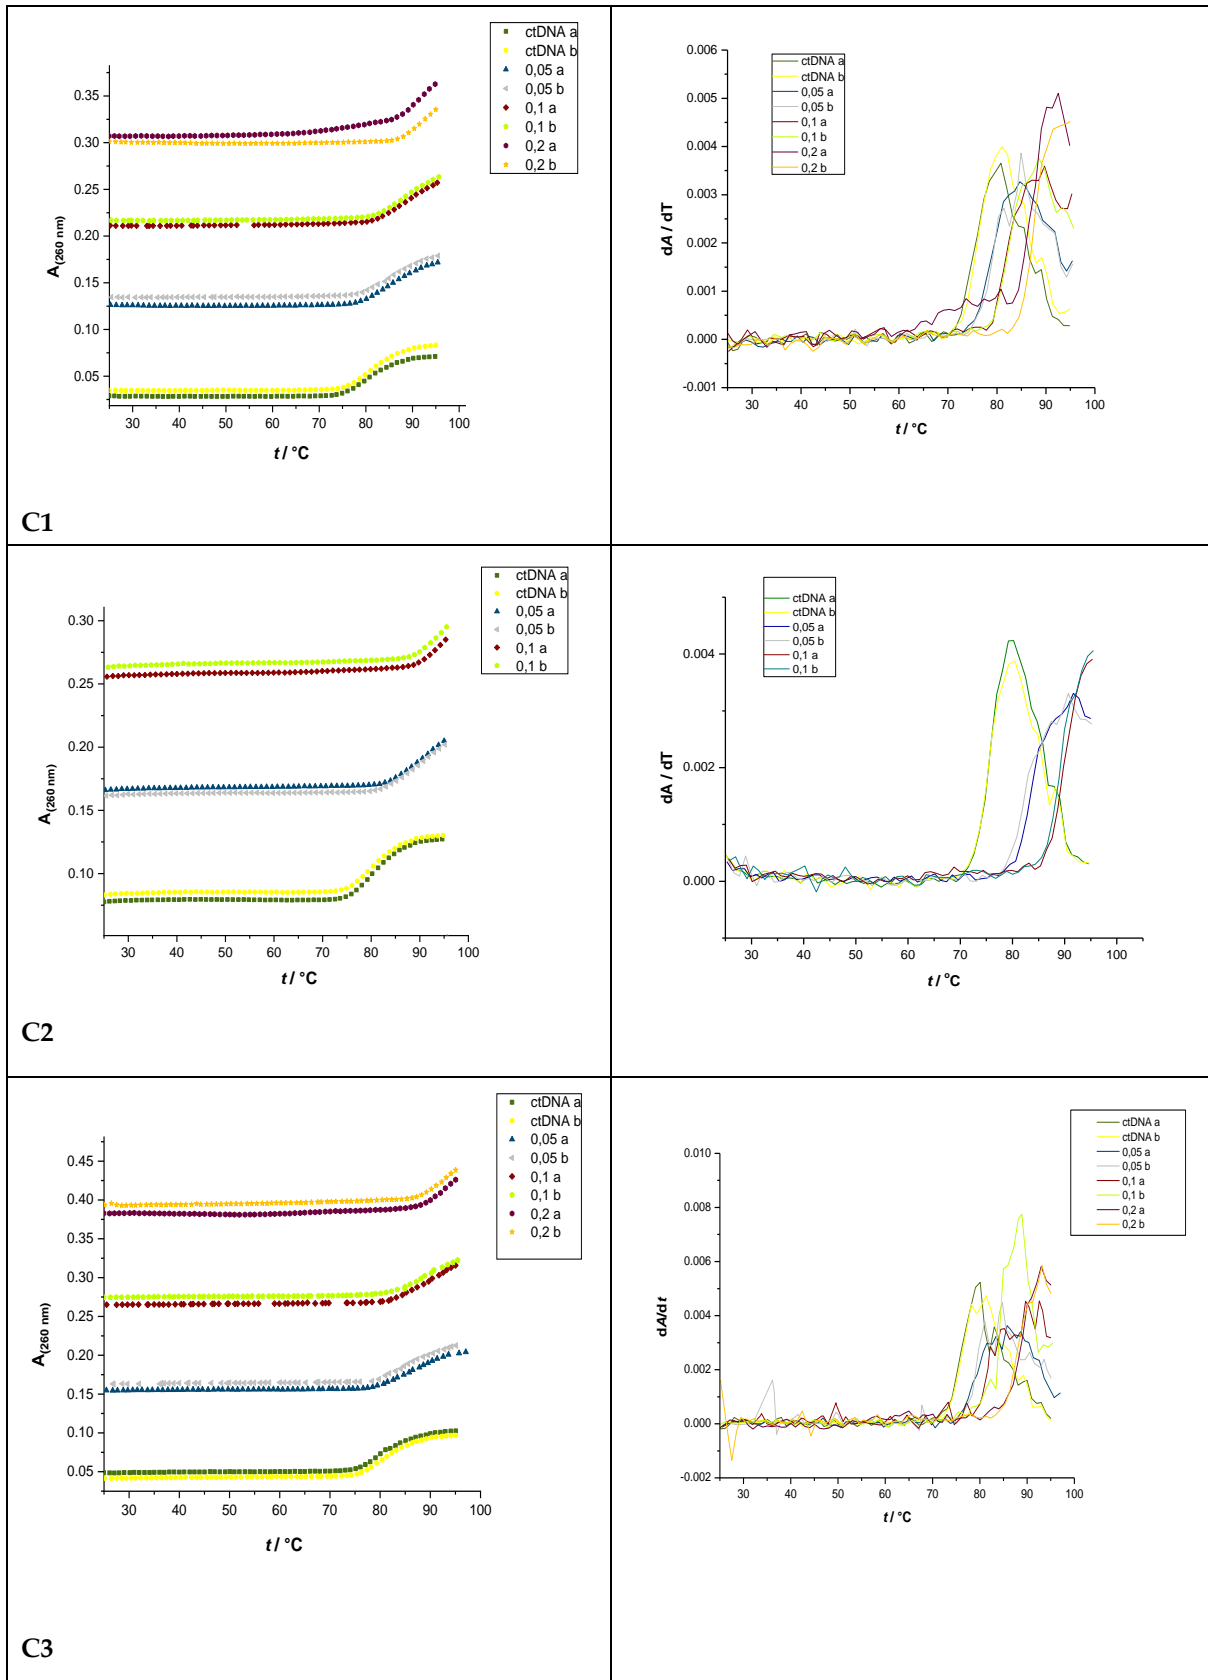 ctDNA a
ctDNA b
0,05 a
0,05 b
0,1 a
0,1 b
0,2 a
0,2 b
0.35
0.30
0.25
0.20
0.15
0.10
0.05
A(260 nm)
30 40 50 60 70 80 90 100
t / °C
C1
0.006
0.005
0.004
0.003
0.002
0.001
0.000
-0.001
dA / dT
ctDNA a
ctDNA b
0,05 a
0,05 b
0,1 a
0,1 b
0,2 a
0,2 b
30 40 50 60 70 80 90 100
t / °C
ctDNA a
ctDNA b
0,05 a
0,05 b
0,1 a
0,1 b
0.30
0.25
0.20
0.15
0.10
A(260 nm)
30 40 50 60 70 80 90 100
t / °C
C2
ctDNA a
ctDNA b
0,05 a
0,05 b
0,1 a
0,1 b
0.004
0.002
0.000
dA / dT
30 40 50 60 70 80 90 100
t / °C
ctDNA a
ctDNA b
0,05 a
0,05 b
0,1 a
0,1 b
0,2 a
0,2 b
0.45
0.40
0.35
0.30
0.25
0.20
0.15
0.10
0.05
A(260 nm)
30 40 50 60 70 80 90 100
t / °C
C3
ctDNA a
ctDNA b
0,05 a
0,05 b
0,1 a
0,1 b
0,2 a
0,2 b
0.010
0.008
0.006
0.004
0.002
0.000
-0.002
dA/dt
30 40 50 60 70 80 90 100
t / °C